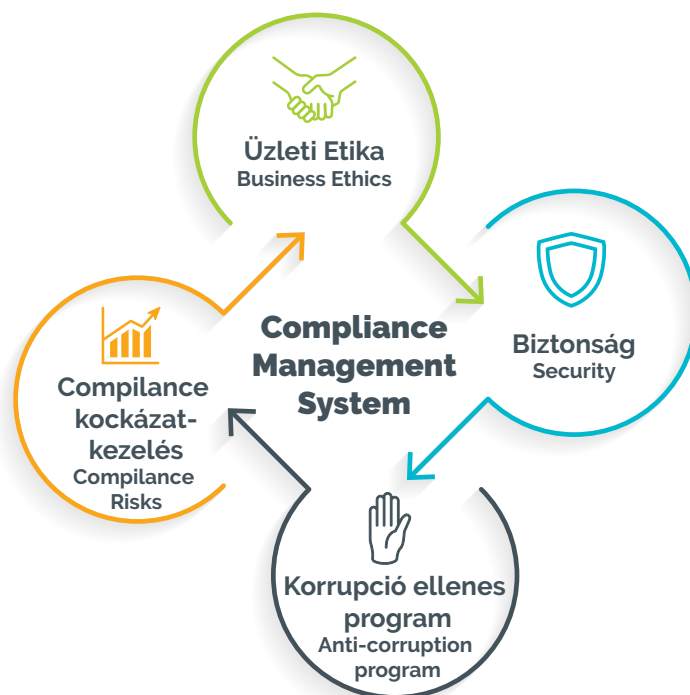 Üzleti Etika
Business Ethics
Biztonság
Security
Compliance
Management
System
Compilance
kockázat-
kezelés
Compilance
Risks
Korrupció ellenes
program
Anti-corruption
program